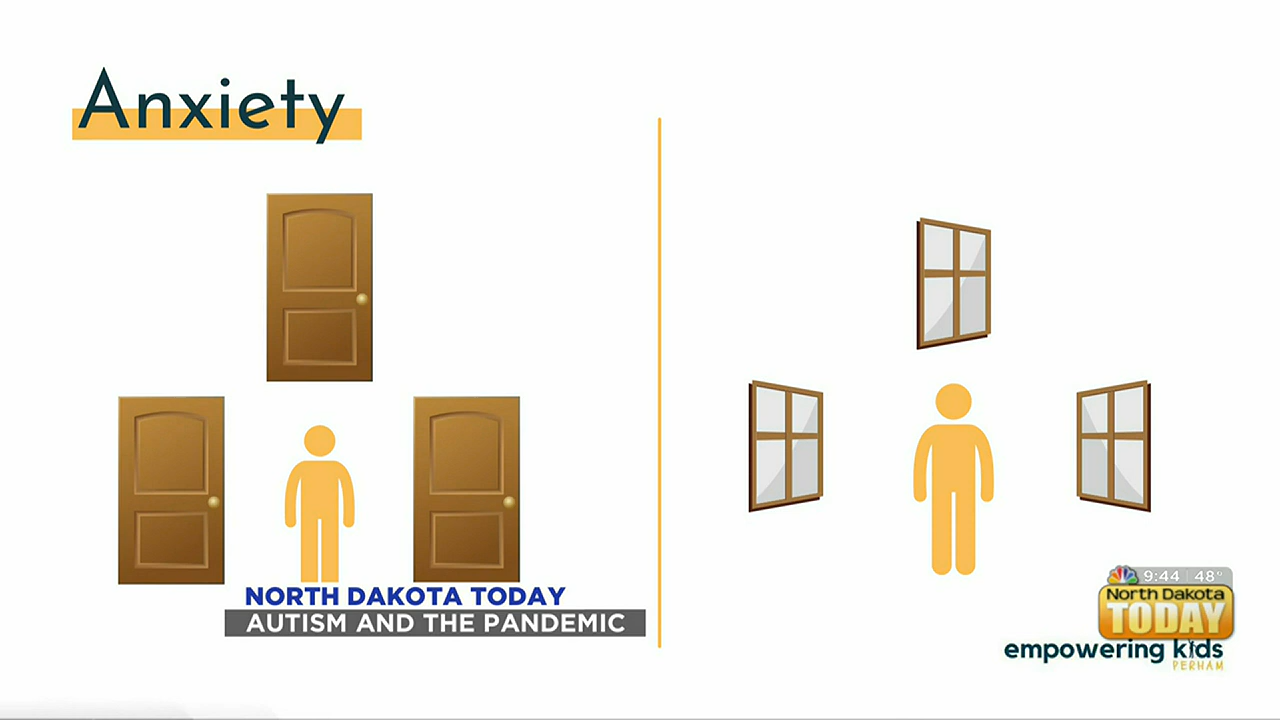 Anxiety
NORTH DAKOTA TODAY
AUTISM AND THE PANDEMIC
9:44 48°
North Dakota
TODAY
empowering kids
PERHAM